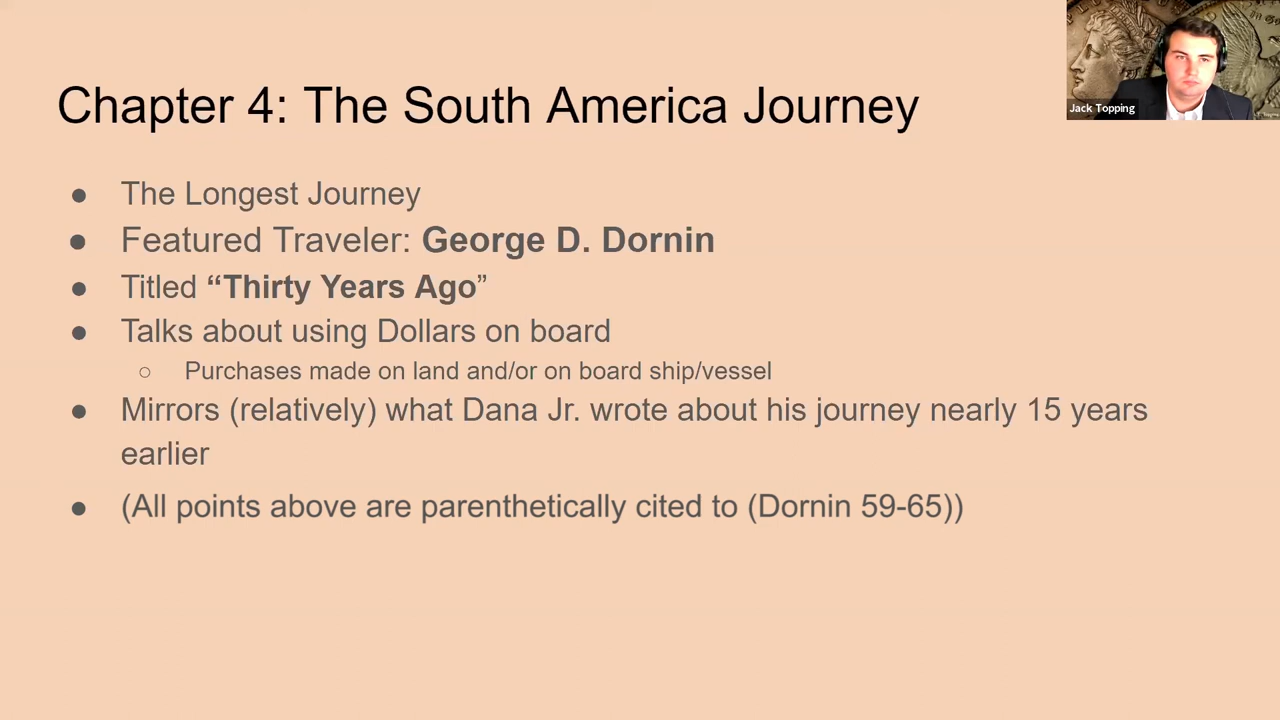 Chapter 4: The South America Journey
Jack Topping
● The Longest Journey
● Featured Traveler: George D. Dornin
● Titled “Thirty Years Ago”
● Talks about using Dollars on board
○ Purchases made on land and/or on board ship/vessel
● Mirrors (relatively) what Dana Jr. wrote about his journey nearly 15 years
earlier
● (All points above are parenthetically cited to (Dornin 59-65))